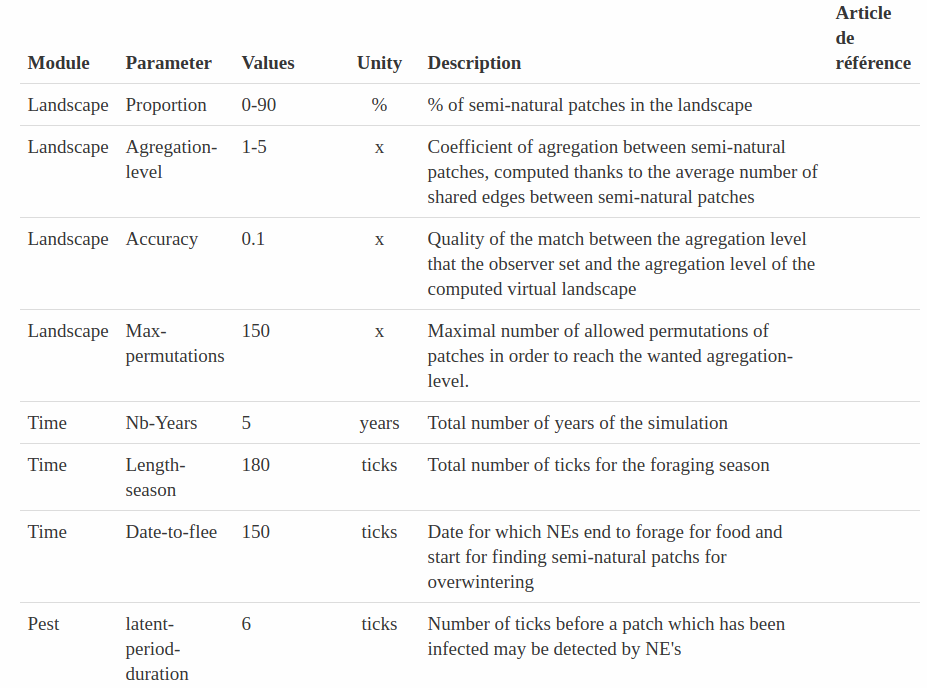 Article
de
Module Parameter Values Unity Description référence
Landscape Proportion 0-90 % % of semi-natural patches in the landscape
Landscape Agregation- 1-5 x Coefficient of agregation between semi-natural
level patches, computed thanks to the average number of
shared edges between semi-natural patches
Landscape Accuracy 0.1 x Quality of the match between the agregation level
that the observer set and the agregation level of the
computed virtual landscape
Landscape Max- 150 x Maximal number of allowed permutations of
permutations patches in order to reach the wanted agregation-
level.
Time Nb-Years 5 years Total number of years of the simulation
Time Length- 180 ticks Total number of ticks for the foraging season
season
Time Date-to-flee 150 ticks Date for which NEs end to forage for food and
start for finding semi-natural patchs for
overwintering
Pest latent- 6 ticks Number of ticks before a patch which has been
period- infected may be detected by NE's
duration